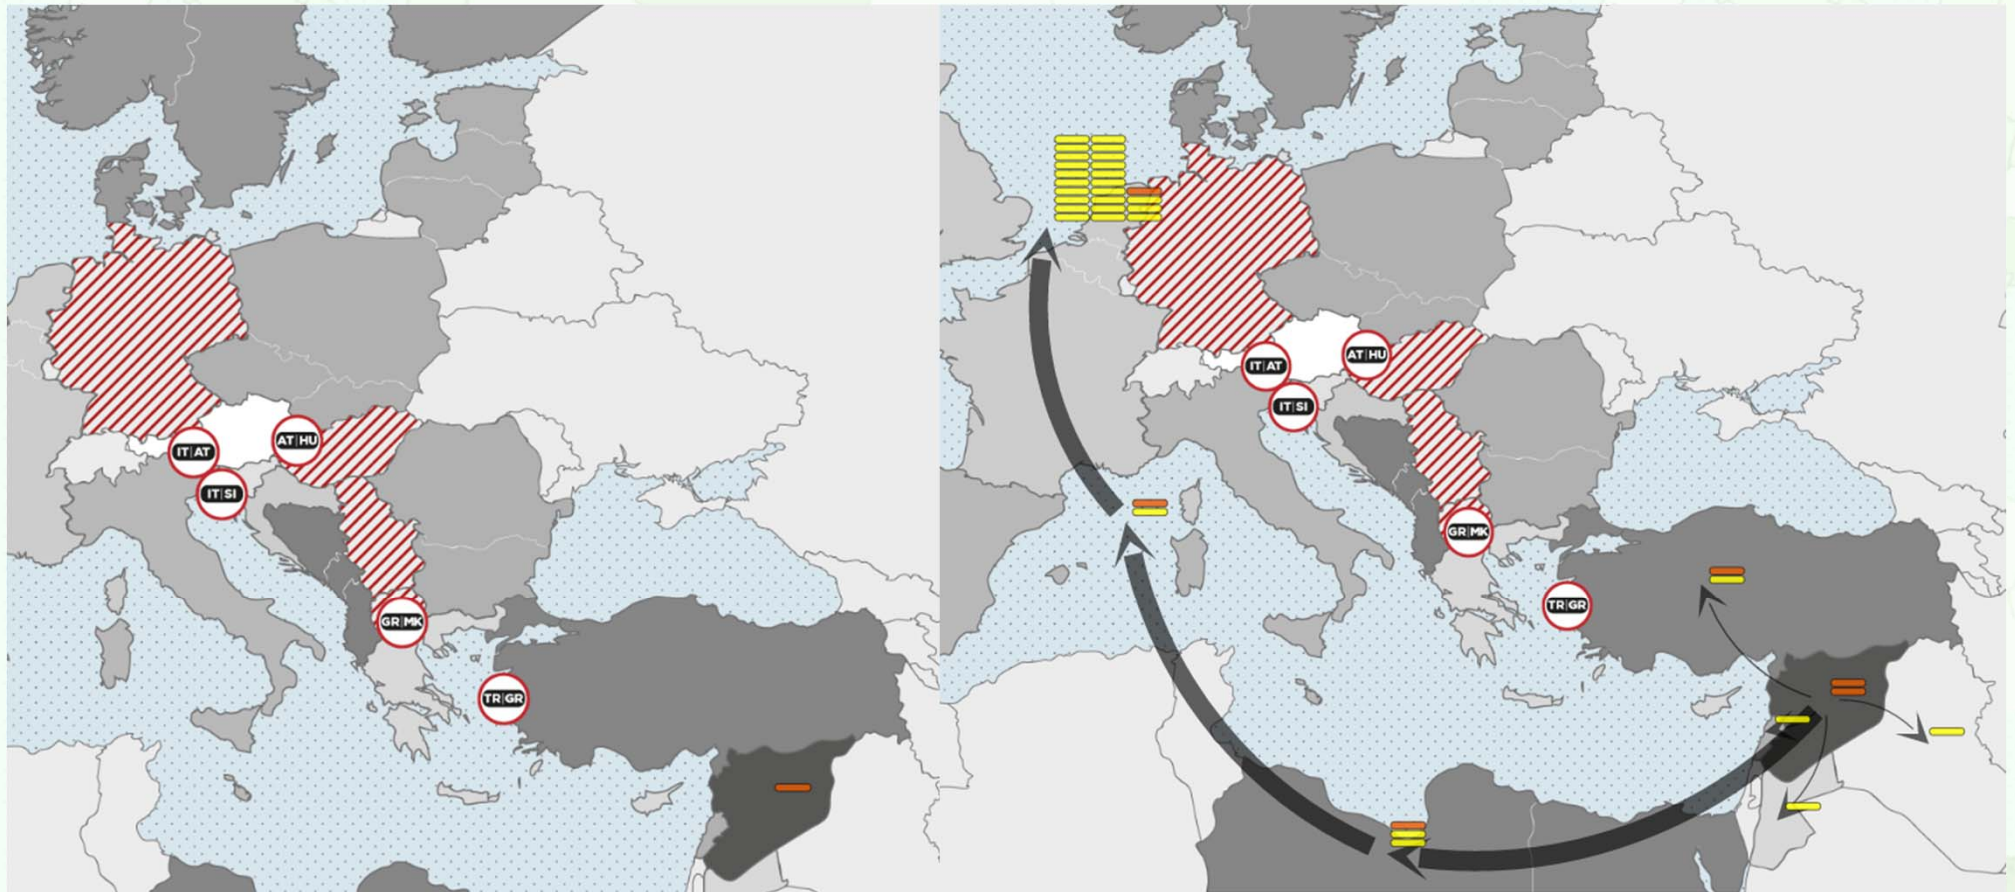 IT|AT
AT|HU
IT|SI
GR|MK
TR|GR
IT|AT
AT|HU
IT|SI
GR|MK
TR|GR